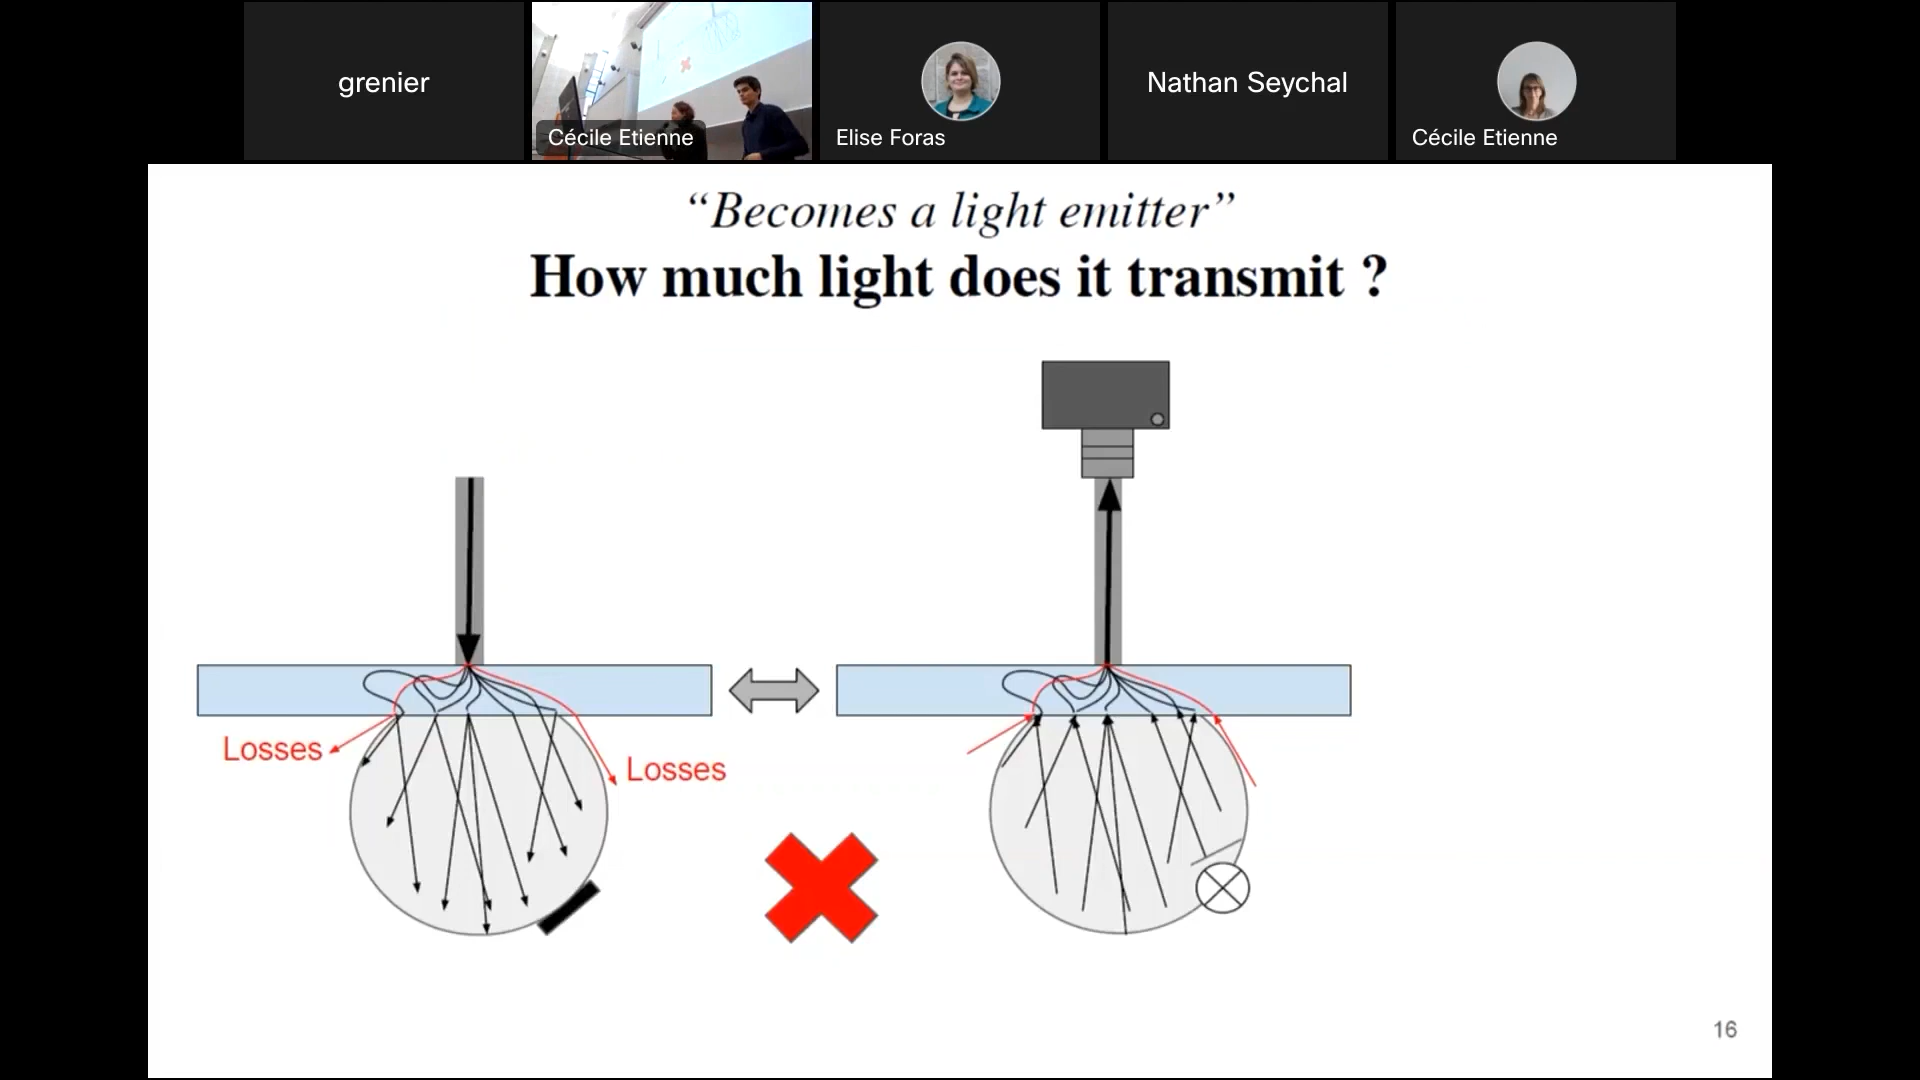 grenier
Cécile Etienne
Elise Foras
Nathan Seychal
Cécile Etienne
“Becomes a light emitter”
How much light does it transmit ?
Losses
Losses
16